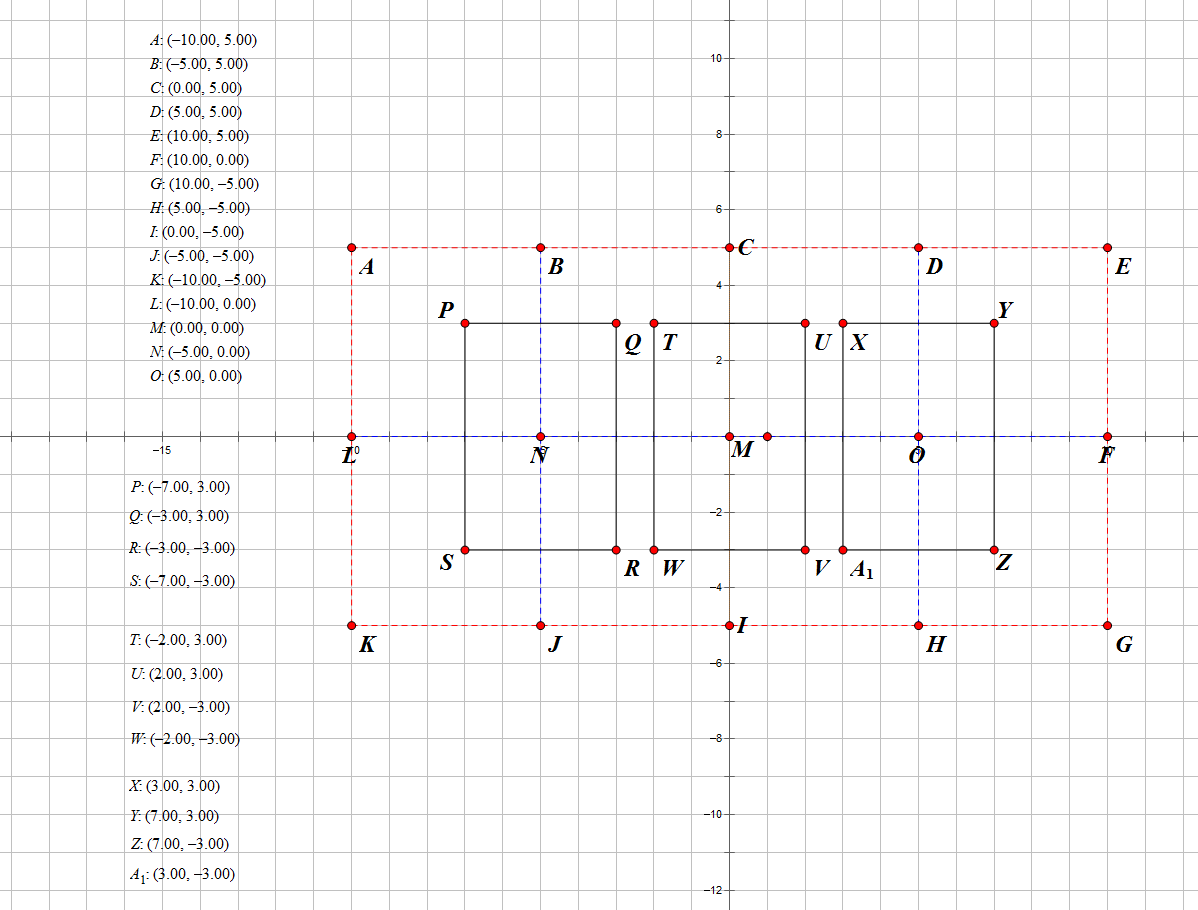 A: (–10.00, 5.00)
B: (–5.00, 5.00)
C: (0.00, 5.00)
D: (5.00, 5.00)
E: (10.00, 5.00)
F: (10.00, 0.00)
G: (10.00, –5.00)
H: (5.00, –5.00)
I: (0.00, –5.00)
J: (–5.00, –5.00)
K: (–10.00, –5.00)
L: (–10.00, 0.00)
M: (0.00, 0.00)
N: (–5.00, 0.00)
O: (5.00, 0.00)
10
8
6
C
A B D E
4
P Y
Q T U X
2
–15
L N M O F
P: (–7.00, 3.00)
Q: (–3.00, 3.00)
–2
R: (–3.00, –3.00)
S R W V A₁ Z
S: (–7.00, –3.00)
–4
I
T: (–2.00, 3.00)
K J H G
–6
U: (2.00, 3.00)
V: (2.00, –3.00)
W: (–2.00, –3.00)
–8
X: (3.00, 3.00)
Y: (7.00, 3.00)
–10
Z: (7.00, –3.00)
A₁: (3.00, –3.00)
–12